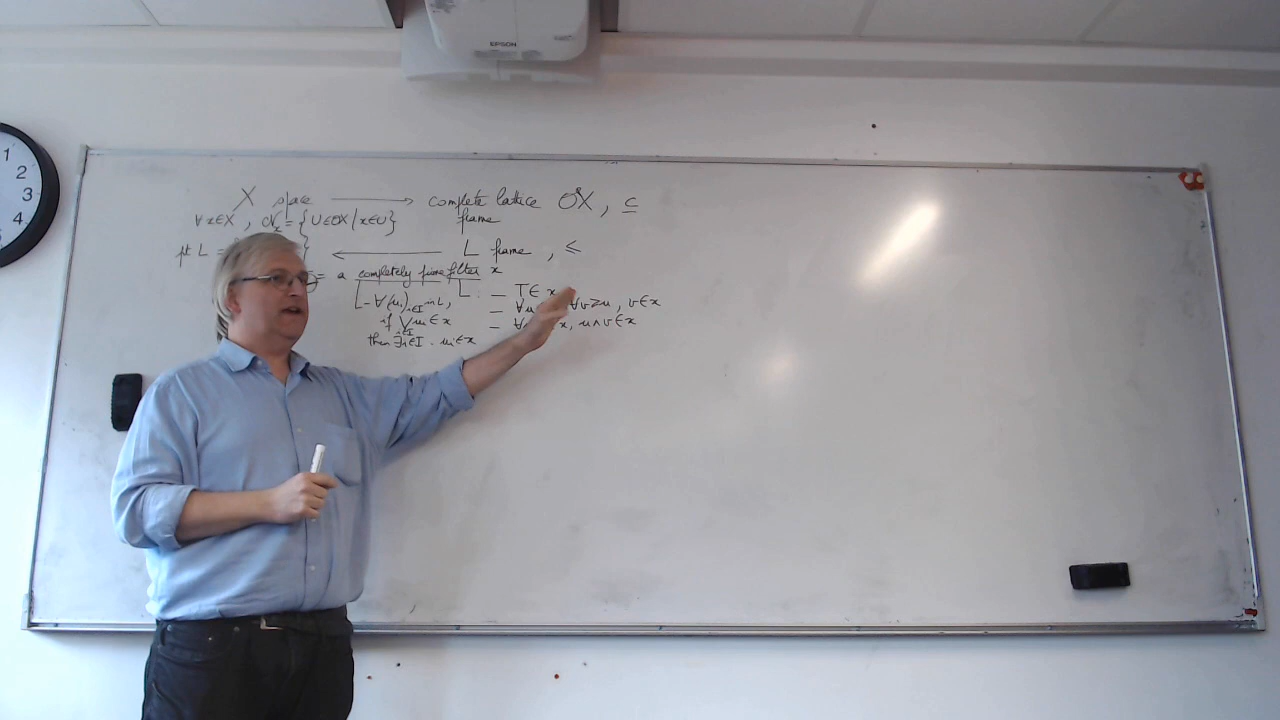 EPSON
1
2
3
4
X space ⟶ complete lattice OX, ⊆
∀x∈X, 𝒩x = {U∈OX | x∈U} frame
pt L = } ⟵ L frame, ≤
= a completely prime filter x
L - ∀(ui)i∈I in L, L - ⊤∈x
if ⋁i∈I ui∈x - ∀u ∀v≥u, v∈x
then ∃i∈I. ui∈x - ∀ x, u∧v∈x